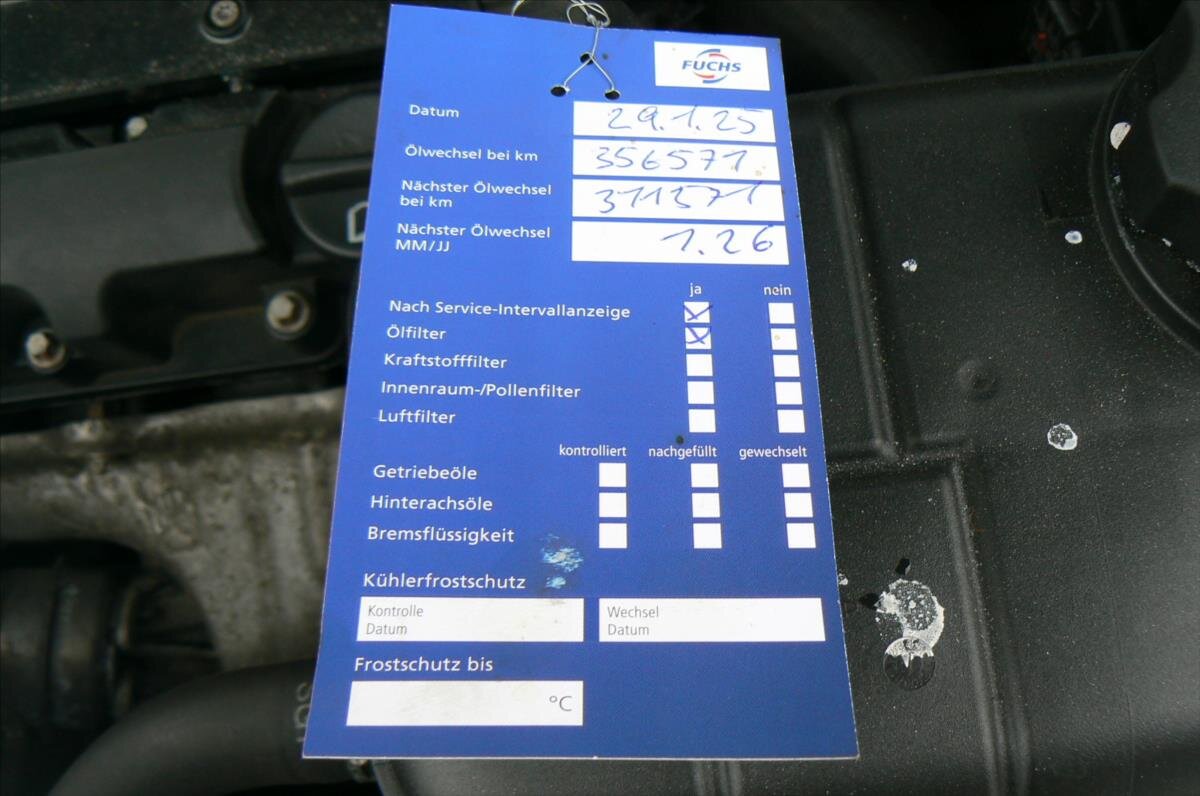 FUCHS
Datum 29.1.25
Ölwechsel bei km 356571
Nächster Ölwechsel
bei km 371571
Nächster Ölwechsel
MM/JJ 1.26
ja nein
Nach Service-Intervallanzeige
Ölfilter
Kraftstofffilter
Innenraum-/Pollenfilter
Luftfilter
kontrolliert nachgefüllt gewechselt
Getriebeöle
Hinterachsöle
Bremsflüssigkeit
Kühlerfrostschutz
Kontrolle
Datum
Wechsel
Datum
Frostschutz bis
°C